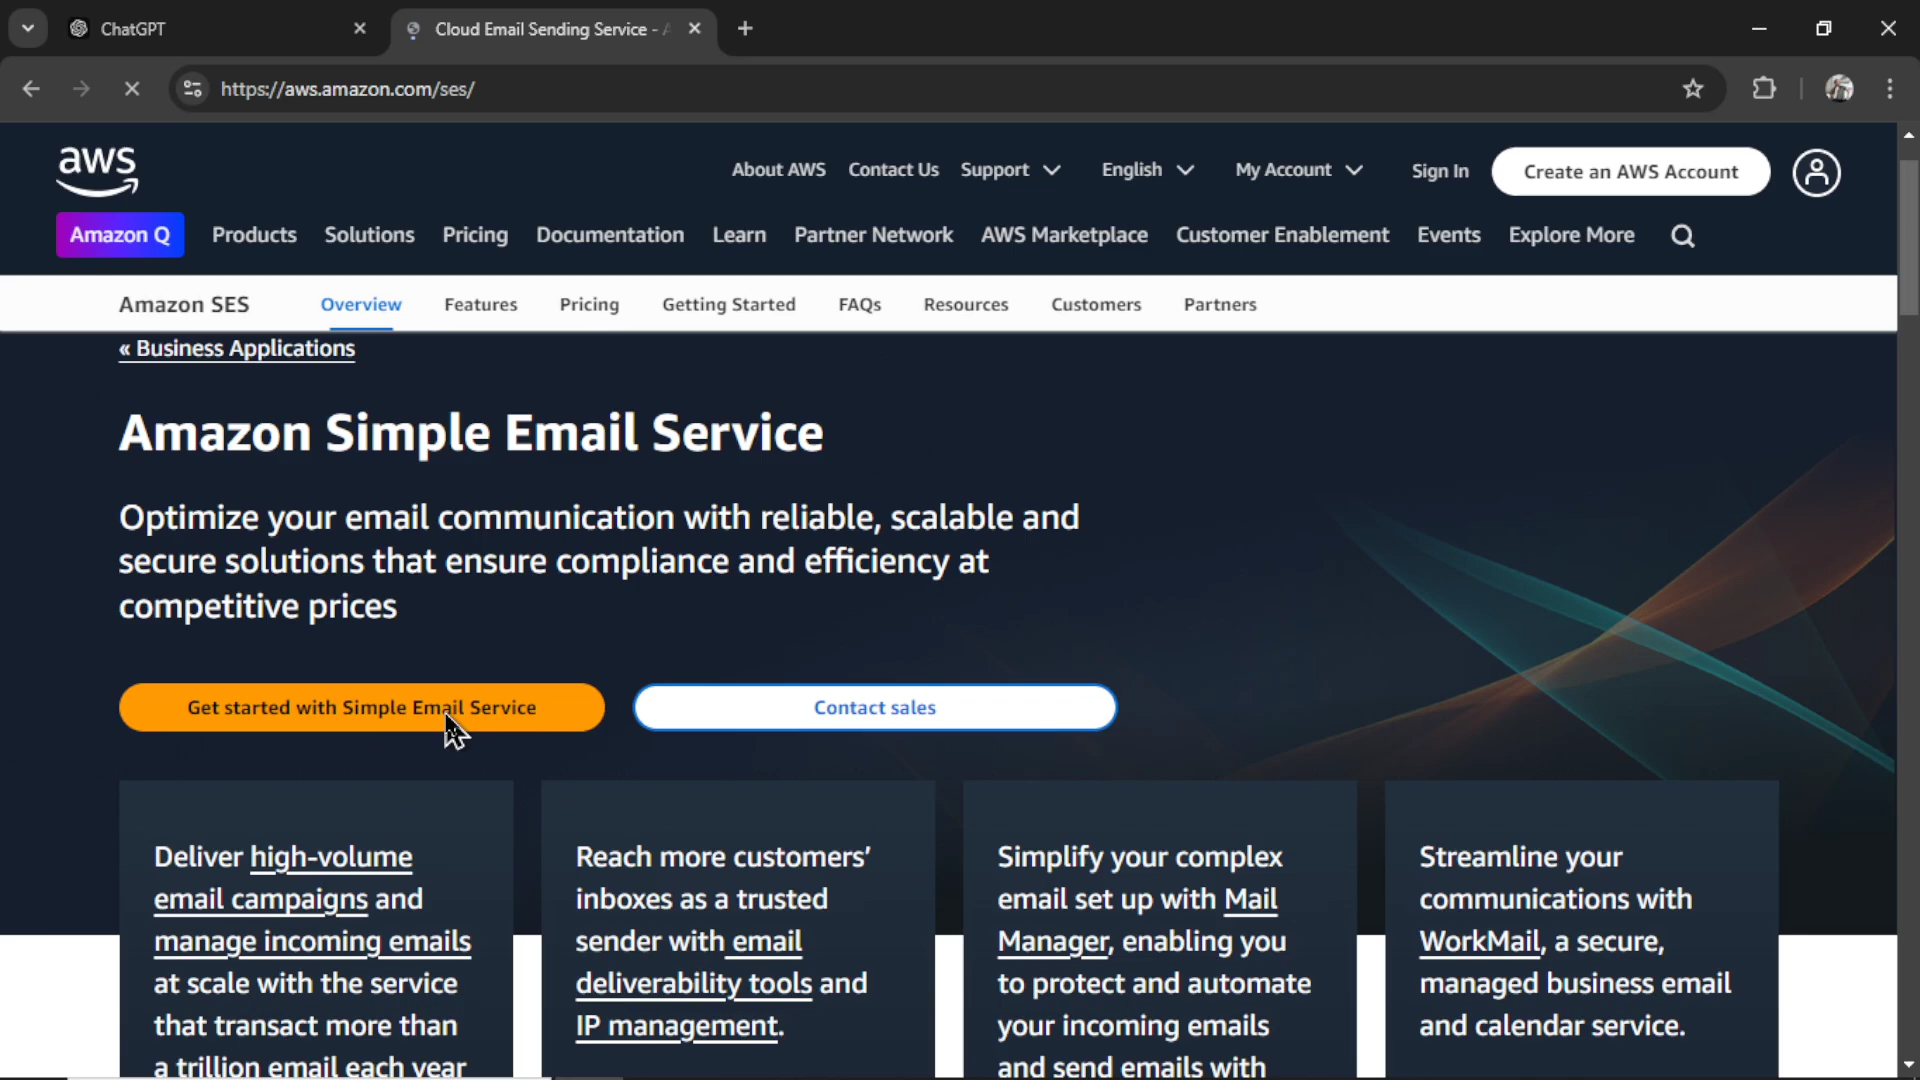 ChatGPT
Cloud Email Sending Service -
https://aws.amazon.com/ses/
aws
About AWS Contact Us Support English My Account Sign In Create an AWS Account
Amazon Q Products Solutions Pricing Documentation Learn Partner Network AWS Marketplace Customer Enablement Events Explore More
Amazon SES Overview Features Pricing Getting Started FAQs Resources Customers Partners
« Business Applications
Amazon Simple Email Service
Optimize your email communication with reliable, scalable and
secure solutions that ensure compliance and efficiency at
competitive prices
Get started with Simple Email Service
Contact sales
Deliver high-volume
email campaigns and
manage incoming emails
at scale with the service
that transact more than
a trillion email each year
Reach more customers’
inboxes as a trusted
sender with email
deliverability tools and
IP management.
Simplify your complex
email set up with Mail
Manager, enabling you
to protect and automate
your incoming emails
and send emails with
Streamline your
communications with
WorkMail, a secure,
managed business email
and calendar service.